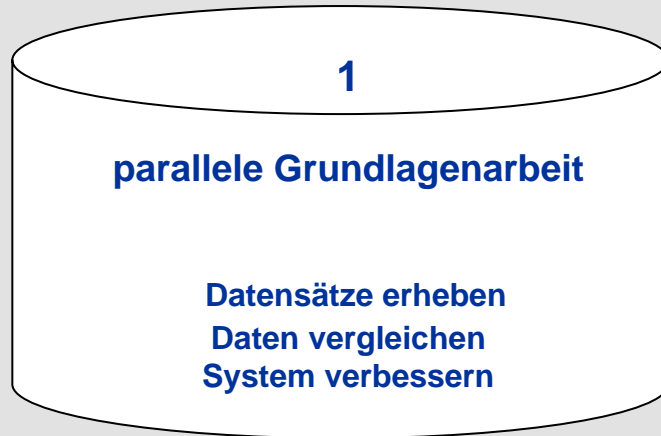 1
parallele Grundlagenarbeit
Datensätze erheben
Daten vergleichen
System verbessern